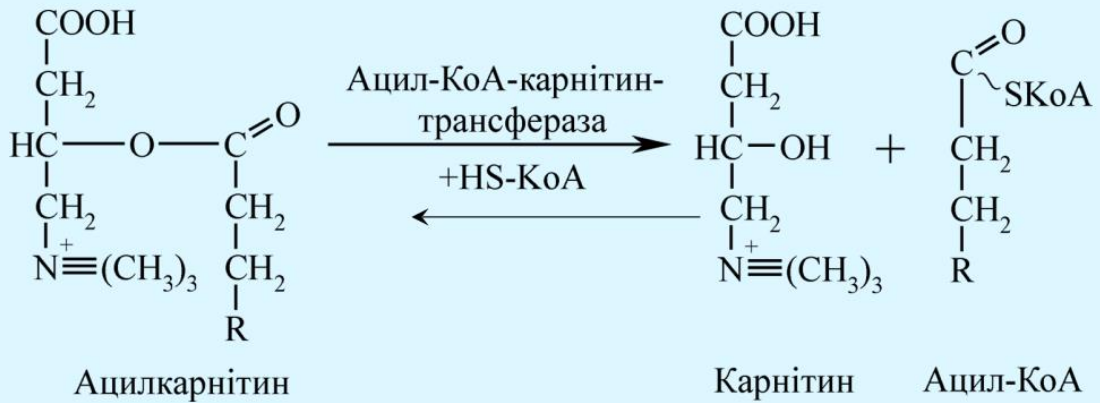 COOH
CH₂
HC—O—C=O
CH₂
CH₂
N⁺≡(CH₃)₃
CH₂
R
Ацилкарнітин
Ацил-КоА-карнітин-
трансфераза
+HS-КоА
COOH
CH₂
HC—OH
CH₂
N⁺≡(CH₃)₃
Карнітин
+
C=O
SKoA
CH₂
CH₂
R
Ацил-КоА